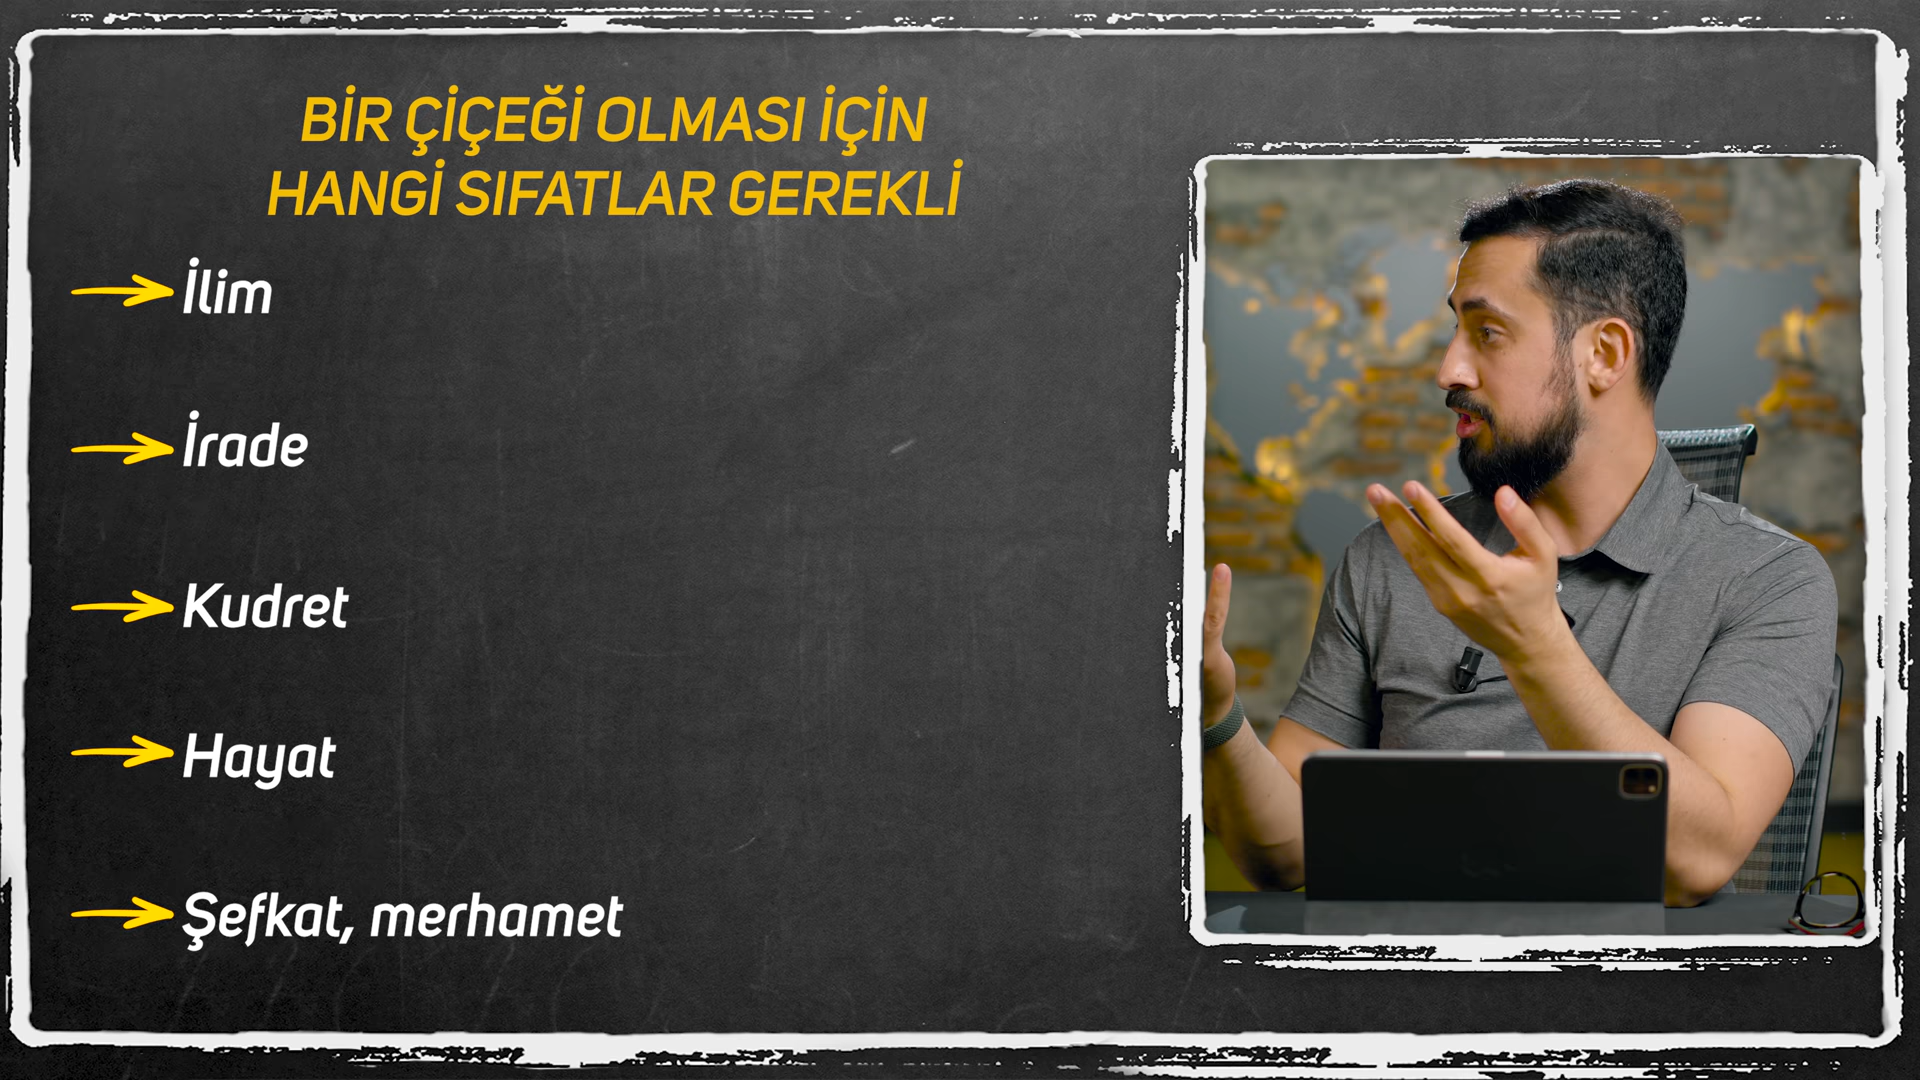 BİR ÇİÇEĞİ OLMASI İÇİN
HANGİ SIFATLAR GEREKLİ
İlim
İrade
Kudret
Hayat
Şefkat, merhamet